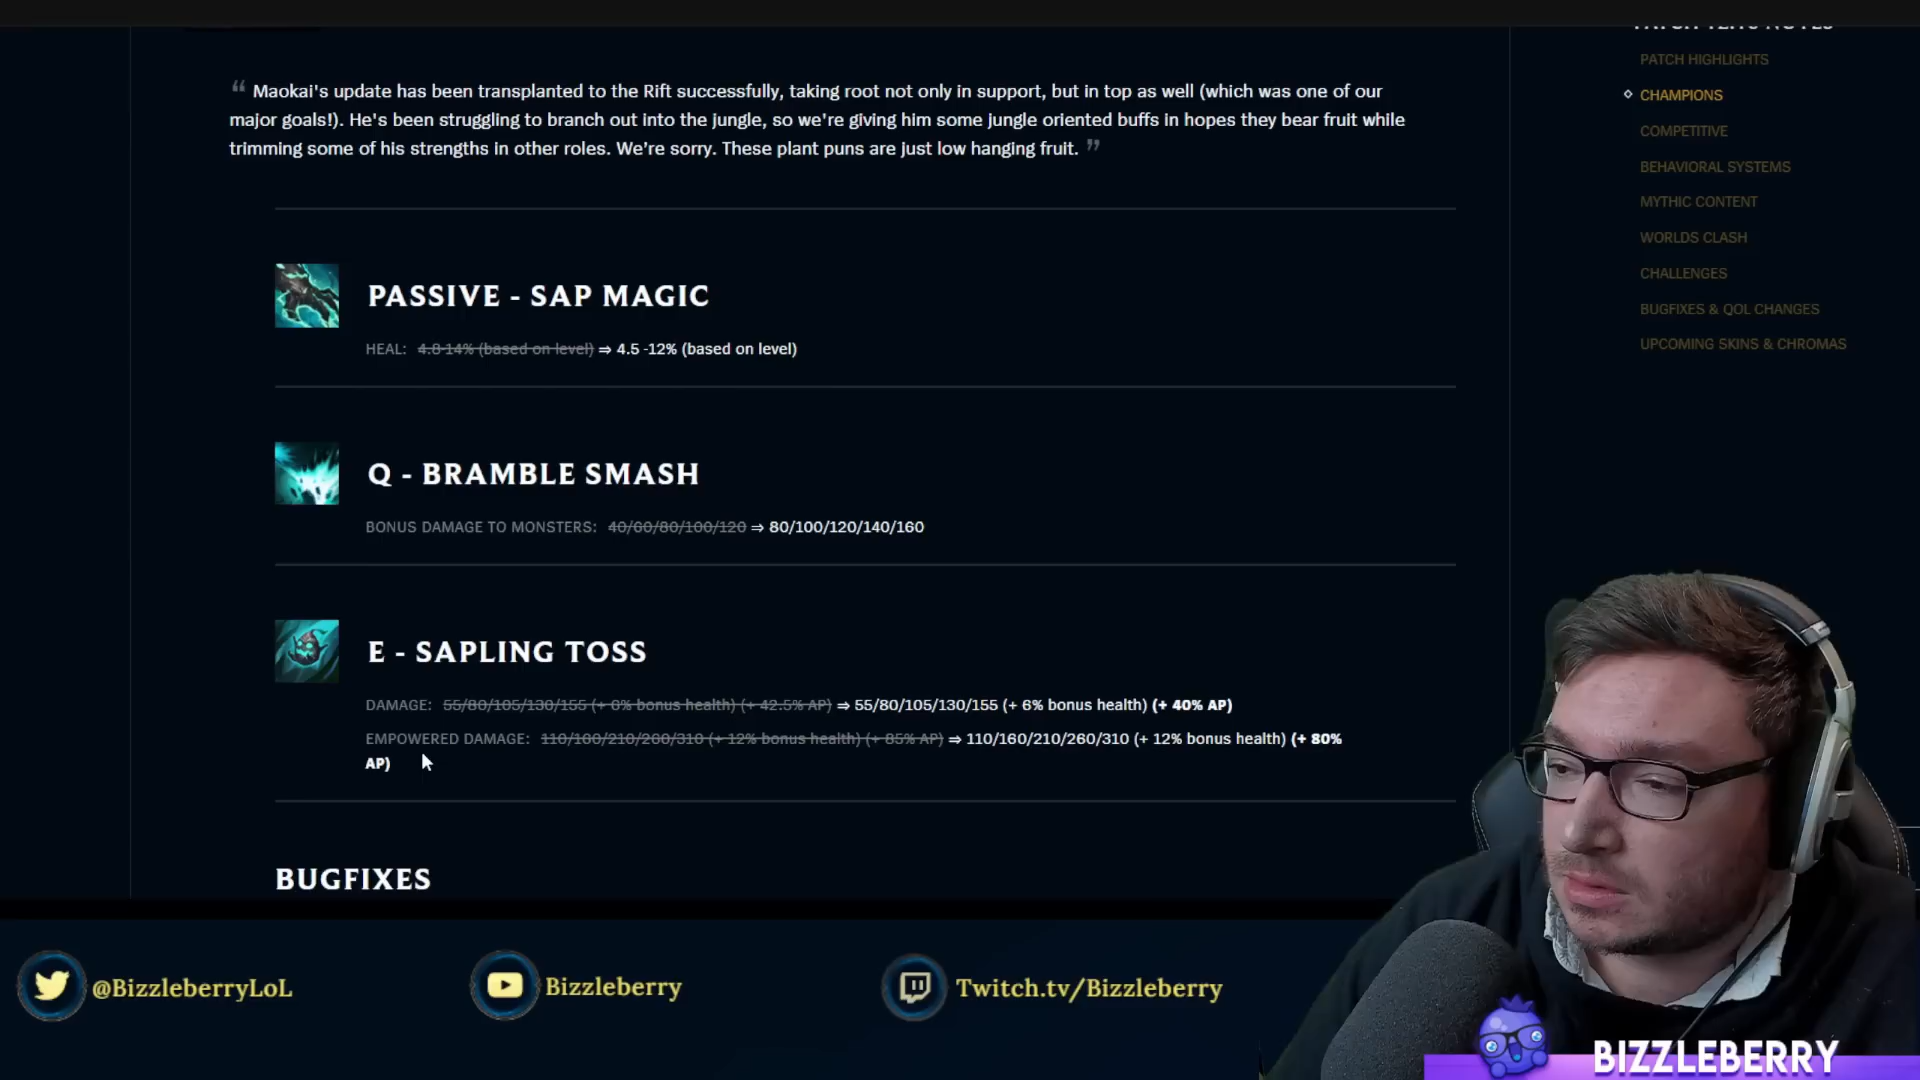 PATCH HIGHLIGHTS
CHAMPIONS
COMPETITIVE
BEHAVIORAL SYSTEMS
MYTHIC CONTENT
WORLDS CLASH
CHALLENGES
BUGFIXES & QOL CHANGES
UPCOMING SKINS & CHROMAS
“ Maokai's update has been transplanted to the Rift successfully, taking root not only in support, but in top as well (which was one of our
major goals!). He's been struggling to branch out into the jungle, so we're giving him some jungle oriented buffs in hopes they bear fruit while
trimming some of his strengths in other roles. We're sorry. These plant puns are just low hanging fruit. ”
PASSIVE - SAP MAGIC
HEAL: 4.8-14% (based on level) ⇒ 4.5 -12% (based on level)
Q - BRAMBLE SMASH
BONUS DAMAGE TO MONSTERS: 40/60/80/100/120 ⇒ 80/100/120/140/160
E - SAPLING TOSS
DAMAGE: 55/80/105/130/155 (+ 6% bonus health) (+ 42.5% AP) ⇒ 55/80/105/130/155 (+ 6% bonus health) (+ 40% AP)
EMPOWERED DAMAGE: 110/160/210/260/310 (+ 12% bonus health) (+ 85% AP) ⇒ 110/160/210/260/310 (+ 12% bonus health) (+ 80%
AP)
BUGFIXES
@BizzleberryLoL
Bizzleberry
Twitch.tv/Bizzleberry
BIZZLEBERRY